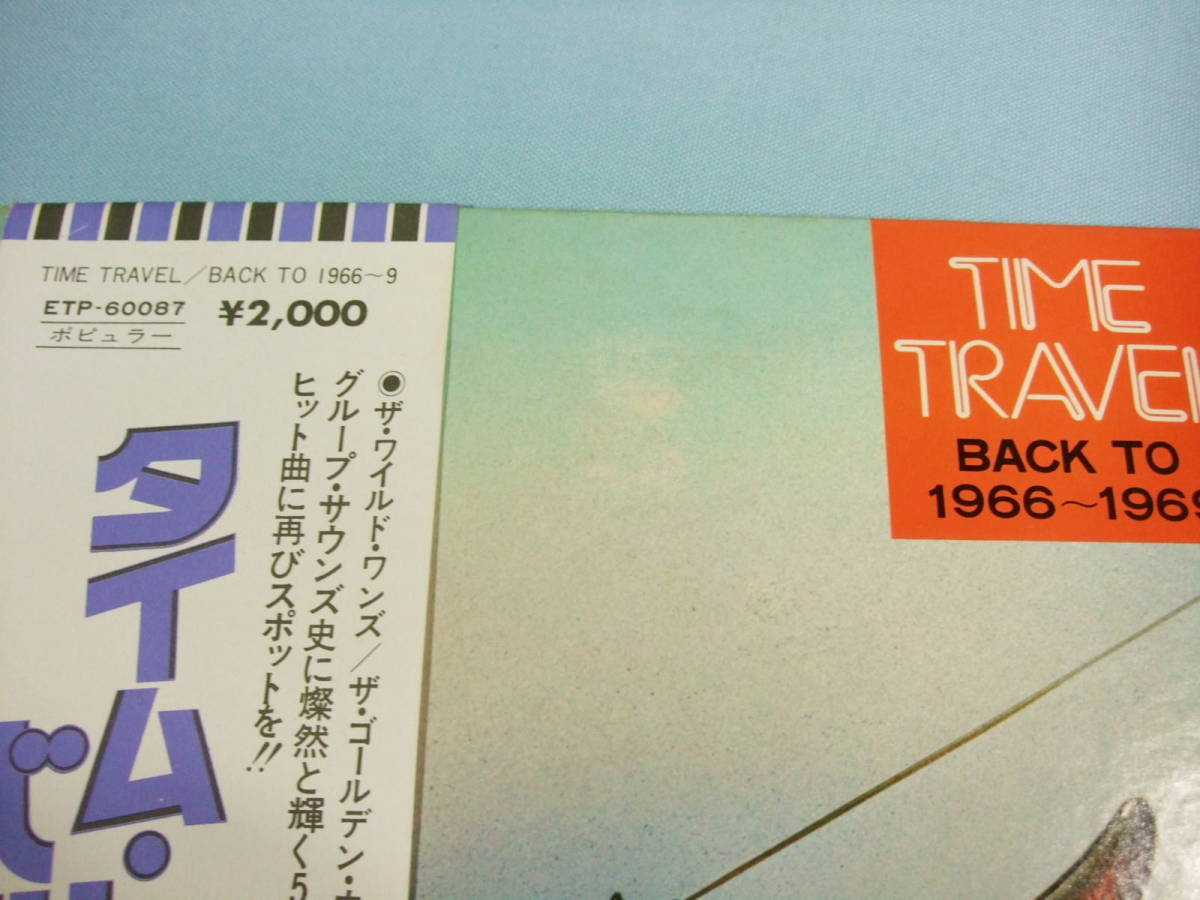 TIME TRAVEL/BACK TO 1966〜9
ETP-60087
¥2,000
ポピュラー
◉ザ・ワイルド・ワンズ/ザ・ゴールデン・カ
グループ・サウンズ史に燦然と輝く5
ヒット曲に再びスポットを!!
タイム・
TIME
TRAVEL
BACK TO
1966〜1969